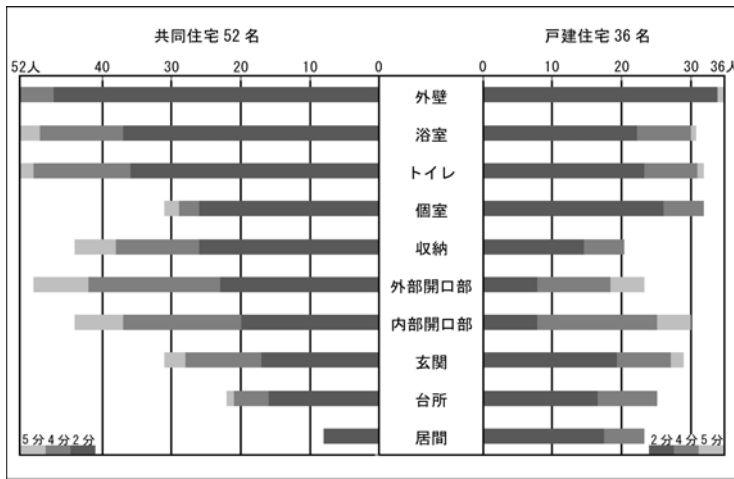 共同住宅 52 名
戸建住宅 36 名
52人 40 30 20 10 0
0 10 20 30 36人
外壁
浴室
トイレ
個室
収納
外部開口部
内部開口部
玄関
台所
居間
5分 4分 2分
2分 4分 5分